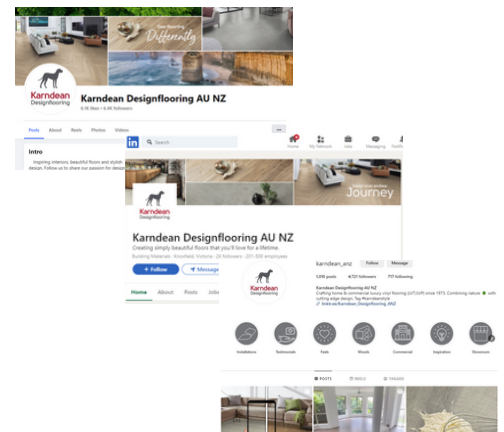 Case Flooring
Differently
Karndean
Designflooring
Karndean Designflooring AU NZ
6.1K likes • 6.4K followers
Posts About Reels Photos Videos
Intro
Inspiring interiors, beautiful floors and stylish
design. Follow us to share our passion for design
in
Search
Home My Network Jobs Messaging
Journey
Karndean
Designflooring
Karndean Designflooring AU NZ
Creating simply beautiful floors that you'll love for a lifetime.
Building Materials · Knoxfield, Victoria · 2K followers · 201-500 employees
+ Follow
Message
Home About Posts Jobs
Karndean
Designflooring
karndean_anz Follow Message
1,016 posts 4,721 followers 717 following
Karndean Designflooring AU NZ
Crafting home & commercial luxury vinyl flooring (LVT/LVP) since 1973. Combining nature with
cutting edge design. Tag #karndeanstyle
linktr.ee/karndean_Designflooring_ANZ
Installations Testimonials Feels Woods Commercial Inspiration Showroom
POSTS REELS TAGGED